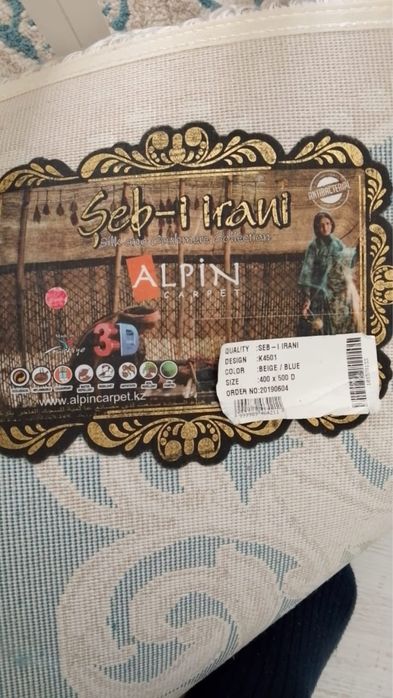 Şeb-i irani
Silk and Cashmere Collection
ANTIBACTERIAL
ALPİN
CARPET
3D
www.alpincarpet.kz
QUALITY :SEB-I IRANI
DESIGN :K4501
COLOR :BEIGE / BLUE
SIZE :400 x 500 D
ORDER NO:20190604